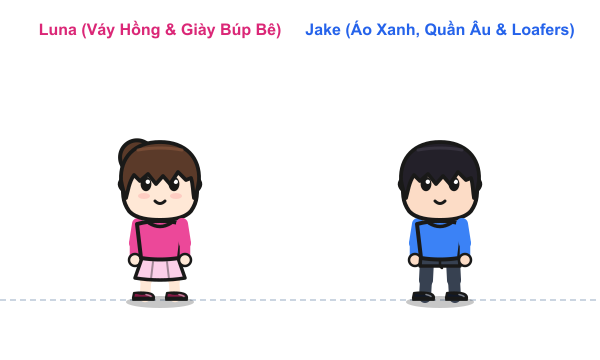 Luna (Váy Hồng & Giày Búp Bê)
Jake (Áo Xanh, Quần Âu & Loafers)